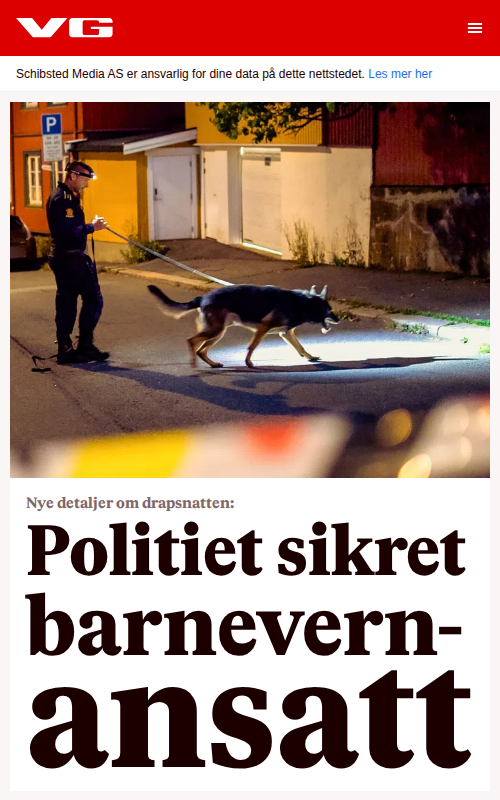 VG
Schibsted Media AS er ansvarlig for dine data på dette nettstedet. Les mer her
P
Nye detaljer om drapsnatten:
Politiet sikret
barnevern-
ansatt